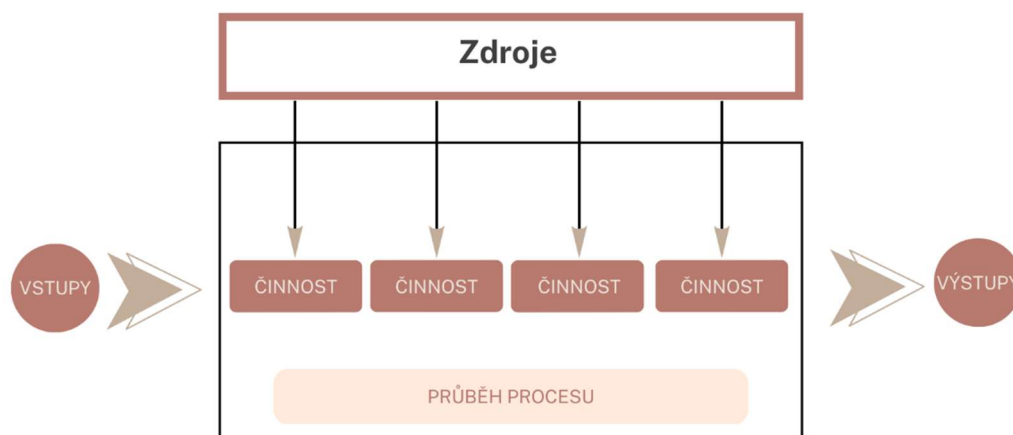 Zdroje
VSTUPY
ČINNOST
ČINNOST
ČINNOST
ČINNOST
VÝSTUPY
PRŮBĚH PROCESU